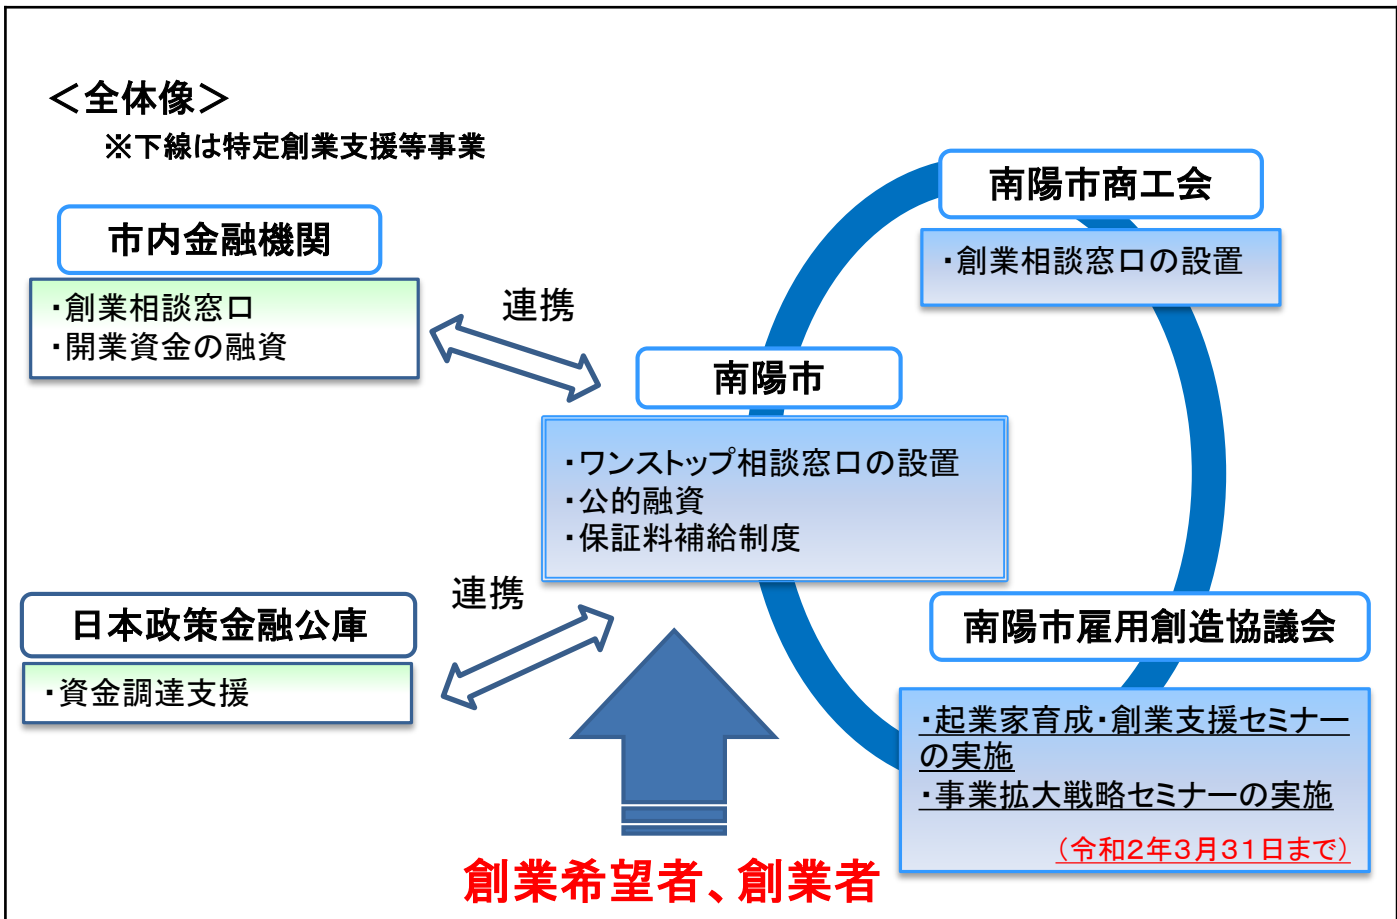 ＜全体像＞
※下線は特定創業支援等事業
市内金融機関
・創業相談窓口
・開業資金の融資
連携
南陽市商工会
・創業相談窓口の設置
南陽市
・ワンストップ相談窓口の設置
・公的融資
・保証料補給制度
連携
日本政策金融公庫
・資金調達支援
南陽市雇用創造協議会
・起業家育成・創業支援セミナー
の実施
・事業拡大戦略セミナーの実施
（令和２年３月３１日まで）
創業希望者、創業者